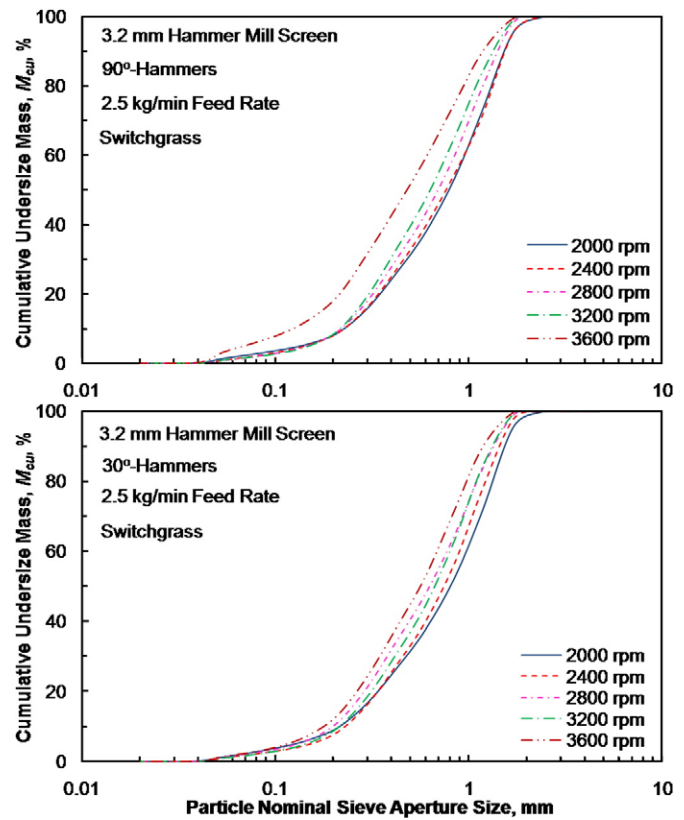 100
80
60
40
20
0
Cumulative Undersize Mass, Mcu, %
3.2 mm Hammer Mill Screen
90º-Hammers
2.5 kg/min Feed Rate
Switchgrass
2000 rpm
2400 rpm
2800 rpm
3200 rpm
3600 rpm
0.01 0.1 1 10
100
80
60
40
20
0
Cumulative Undersize Mass, Mcu, %
3.2 mm Hammer Mill Screen
30º-Hammers
2.5 kg/min Feed Rate
Switchgrass
2000 rpm
2400 rpm
2800 rpm
3200 rpm
3600 rpm
0.01 0.1 1 10
Particle Nominal Sieve Aperture Size, mm